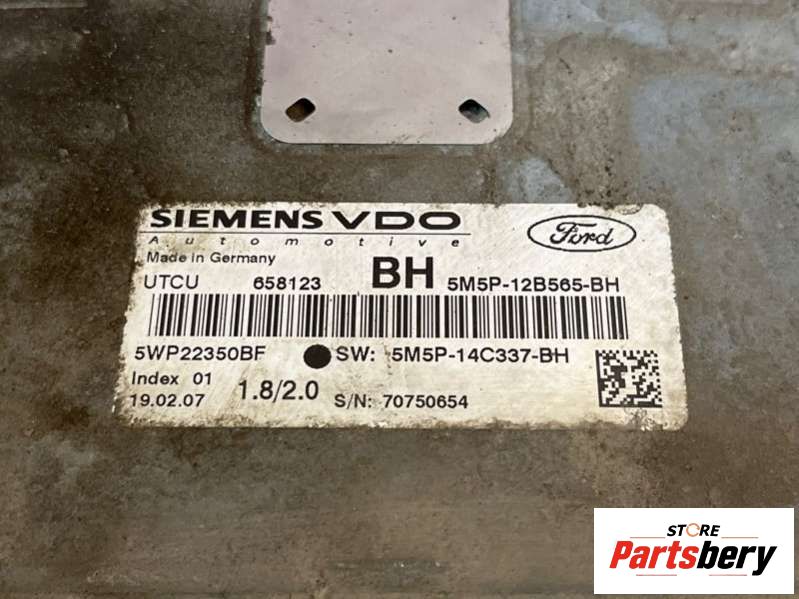 SIEMENS VDO
Automotive
Ford
Made in Germany
UTCU 658123 BH 5M5P-12B565-BH
5WP22350BF SW: 5M5P-14C337-BH
Index 01
19.02.07 1.8/2.0 S/N: 70750654
STORE
Partsbery